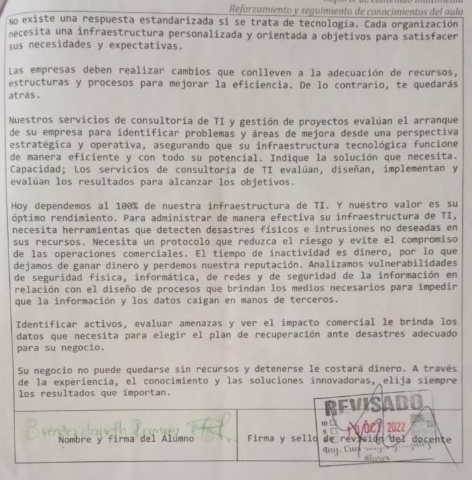 Reforzamiento y seguimiento de conocimientos del aula
No existe una respuesta estandarizada si se trata de tecnología. Cada organización
necesita una infraestructura personalizada y orientada a objetivos para satisfacer
sus necesidades y expectativas.
Las empresas deben realizar cambios que conlleven a la adecuación de recursos,
estructuras y procesos para mejorar la eficiencia. De lo contrario, te quedarás
atrás.
Nuestros servicios de consultoría de TI y gestión de proyectos evalúan el arranque
de su empresa para identificar problemas y áreas de mejora desde una perspectiva
estratégica y operativa, asegurando que su infraestructura tecnológica funcione
de manera eficiente y con todo su potencial. Indique la solución que necesita.
Capacidad; Los servicios de consultoría de TI evalúan, diseñan, implementan y
evalúan los resultados para alcanzar los objetivos.
Hoy dependemos al 100% de nuestra infraestructura de TI. Y nuestro valor es su
óptimo rendimiento. Para administrar de manera efectiva su infraestructura de TI,
necesita herramientas que detecten desastres físicos e intrusiones no deseadas en
sus recursos. Necesita un protocolo que reduzca el riesgo y evite el compromiso
de las operaciones comerciales. El tiempo de inactividad es dinero, por lo que
dejamos de ganar dinero y perdemos nuestra reputación. Analizamos vulnerabilidades
de seguridad física, informática, de redes y de seguridad de la información en
relación con el diseño de procesos que brindan los medios necesarios para impedir
que la información y los datos caigan en manos de terceros.
Identificar activos, evaluar amenazas y ver el impacto comercial le brinda los
datos que necesita para elegir el plan de recuperación ante desastres adecuado
para su negocio.
Su negocio no puede quedarse sin recursos y detenerse le costará dinero. A través
de la experiencia, el conocimiento y las soluciones innovadoras, elija siempre
los resultados que importan.
REVISADO
OCT 2022
Brenda
Nombre y firma del Alumno
Firma y sello de revisión del docente